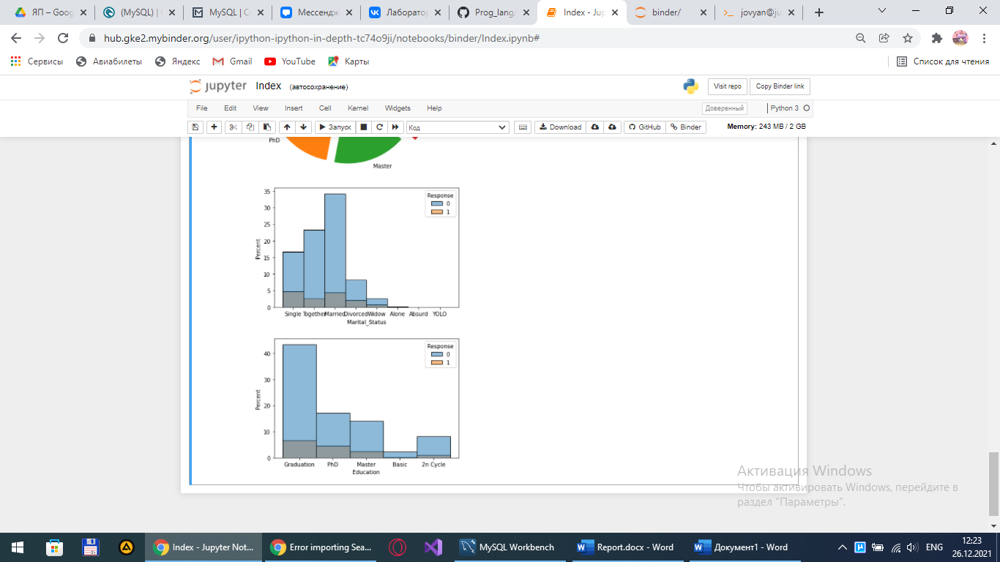 ЯП – Goog
(MySQL) | (
MySQL | Co
Мессендж
Лаборатор
Prog_lang/
Index - Jup
binder/
jovyan@ju
hub.gke2.mybinder.org/user/ipython-ipython-in-depth-tc74o9ji/notebooks/binder/Index.ipynb#
Сервисы
Авиабилеты
Яндекс
Gmail
YouTube
Карты
Список для чтения
jupyter Index (автосохранение)
Visit repo
Copy Binder link
File Edit View Insert Cell Kernel Widgets Help
Доверенный
Python 3
Запуск
Код
Download
GitHub
Binder
Memory: 243 MB / 2 GB
PhD
Master
35
30
25
20
15
10
5
0
Percent
Response
0
1
Single Together Married Divorced Widow Alone Absurd YOLO
Marital_Status
40
30
20
10
0
Percent
Response
0
1
Graduation PhD Master Basic 2n Cycle
Education
Активация Windows
Чтобы активировать Windows, перейдите в
раздел "Параметры".
Index - Jupyter Not...
Error importing Sea...
MySQL Workbench
Report.docx - Word
Документ1 - Word
ENG
12:23
26.12.2021